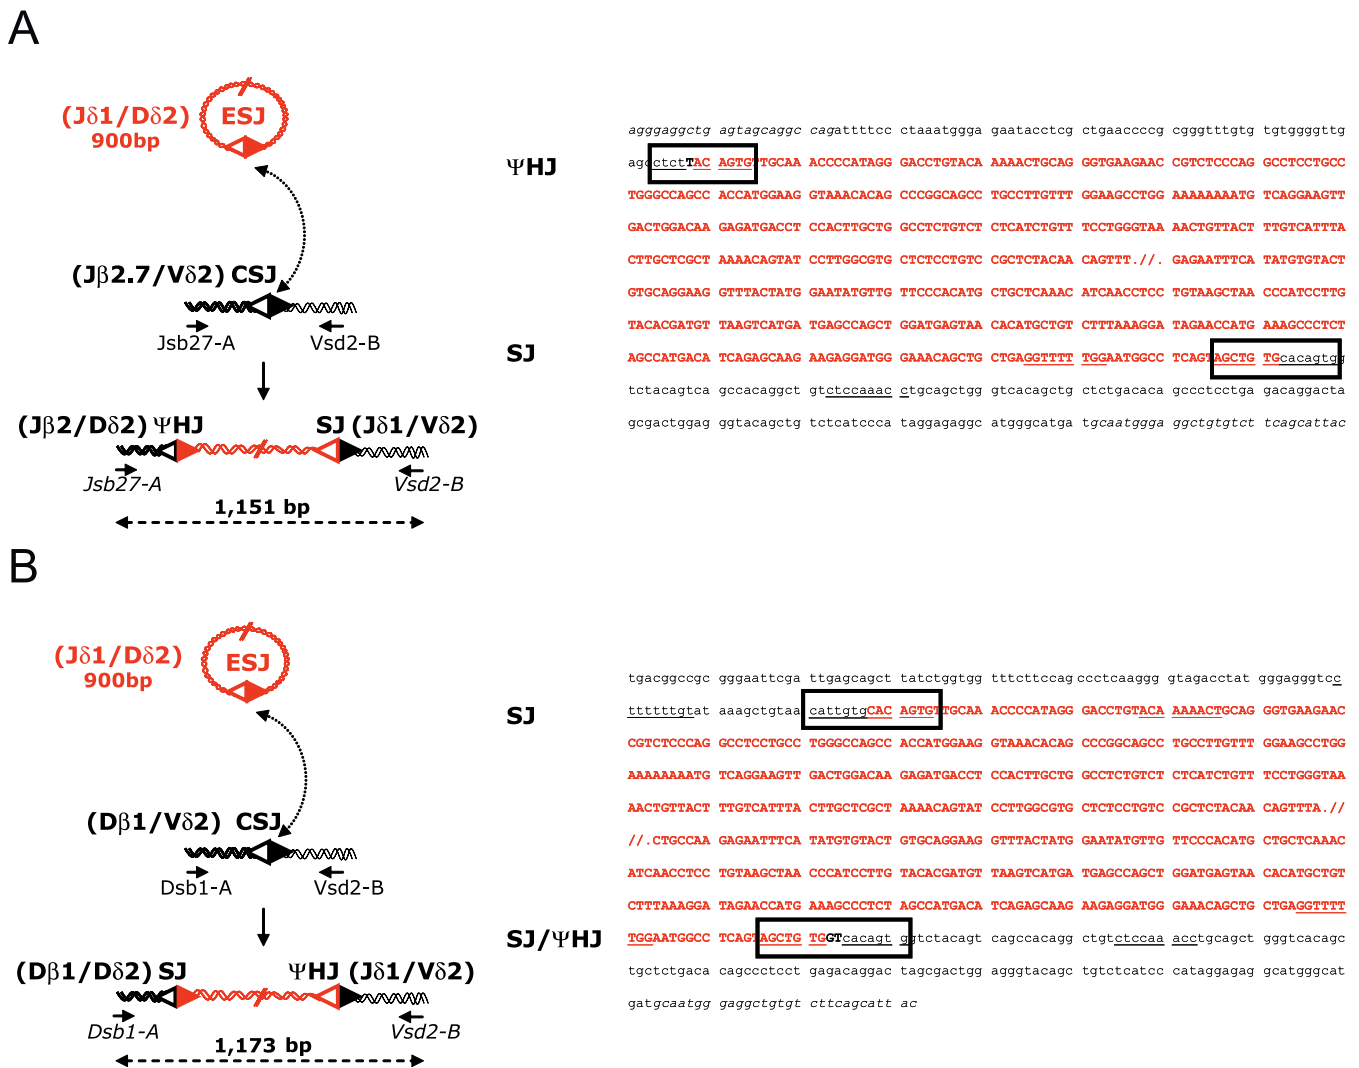 A
(Jδ1/Dδ2)
900bp
ESJ
(Jβ2.7/Vδ2) CSJ
Jsb27-A
Vsd2-B
(Jβ2/Dδ2) ΨHJ
SJ (Jδ1/Vδ2)
Jsb27-A
Vsd2-B
1,151 bp
ΨHJ
SJ
agggaggctg agtagcaggc cagattttcc ctaaatggga gaatacctcg ctgaaccccg cgggtttgtg tgtggggttg
agcctctTAC AGTGTTGCAA ACCCCATAGG GACCTGTACA AAAACTGCAG GGTGAAGAAC CGTCTCCCAG GCCTCCTGCC
TGGGCCAGCC ACCATGGAAG GTAAACACAG CCCGGCAGCC TGCCTTGTTT GGAAGCCTGG AAAAAAAATG TCAGGAAGTT
GACTGGACAA GAGATGACCT CCACTTGCTG GCCTCTGTCT CTCATCTGTT TCCTGGGTAA AACTGTTACT TTGTCATTTA
CTTGCTCGCT AAAACAGTAT CCTTGGCGTG CTCTCCTGTC CGCTCTACAA CAGTTT.//. GAGAATTTCA TATGTGTACT
GTGCAGGAAG GTTTACTATG GAATATGTTG TTCCCACATG CTGCTCAAAC ATCAACCTCC TGTAAGCTAA CCCATCCTTG
TACACGATGT TAAGTCATGA TGAGCCAGCT GGATGAGTAA CACATGCTGT CTTTAAAGGA TAGAACCATG AAAGCCCTCT
AGCCATGACA TCAGAGCAAG AAGAGGATGG GAAACAGCTG CTGAGGTTTT TGGAATGGCC TCAGTAGCTG TGcacagtgg
tctacagtca gccacaggct gtctccaaac cctgcagctgg gtcacagctg ctctgacaca gccctcctga gacaggacta
gcgactggag ggtacagctg tctcatccca taggagaggc atgggcatga tgcaatggga ggctgtgtct tcagcattac
B
(Jδ1/Dδ2)
900bp
ESJ
(Dβ1/Vδ2) CSJ
Dsb1-A
Vsd2-B
(Dβ1/Dδ2) SJ
ΨHJ (Jδ1/Vδ2)
Dsb1-A
Vsd2-B
1,173 bp
SJ
SJ/ΨHJ
tgacggccgc gggaattcga ttgagcagct tatctggtgg tttcttccag ccctcaaggg gtagacctat gggagggtcc
ttttttgtat aaagctgtaa cattgtgCAC AGTGTTGCAA ACCCCATAGG GACCTGTACA AAAACTGCAG GGTGAAGAAC
CGTCTCCCAG GCCTCCTGCC TGGGCCAGCC ACCATGGAAG GTAAACACAG CCCGGCAGCC TGCCTTGTTT GGAAGCCTGG
AAAAAAAATG TCAGGAAGTT GACTGGACAA GAGATGACCT CCACTTGCTG GCCTCTGTCT CTCATCTGTT TCCTGGGTAA
AACTGTTACT TTGTCATTTA CTTGCTCGCT AAAACAGTAT CCTTGGCGTG CTCTCCTGTC CGCTCTACAA CAGTTTA.//
//.CTGCCAAG GAGAATTTCA TATGTGTACT GTGCAGGAAG GTTTACTATG GAATATGTTG TTCCCACATG CTGCTCAAAC
ATCAACCTCC TGTAAGCTAA CCCATCCTTG TACACGATGT TAAGTCATGA TGAGCCAGCT GGATGAGTAA CACATGCTGT
CTTTAAAGGA TAGAACCATG AAAGCCCTCT AGCCATGACA TCAGAGCAAG AAGAGGATGG GAAACAGCTG CTGAGGTTTT
TGGAATGGCC TCAGTAGCTG TGGTcacagt ggtctacagt cagccacagg ctgtctccaa accctgcagct gggtcacagc
tgctctgaca cagccctcct gagacaggac tagcgactgg agggtacagc tgtctcatcc cataggagag gcatgggcat
gatgcaatgg gaggctgtgt cttcagcatt ac